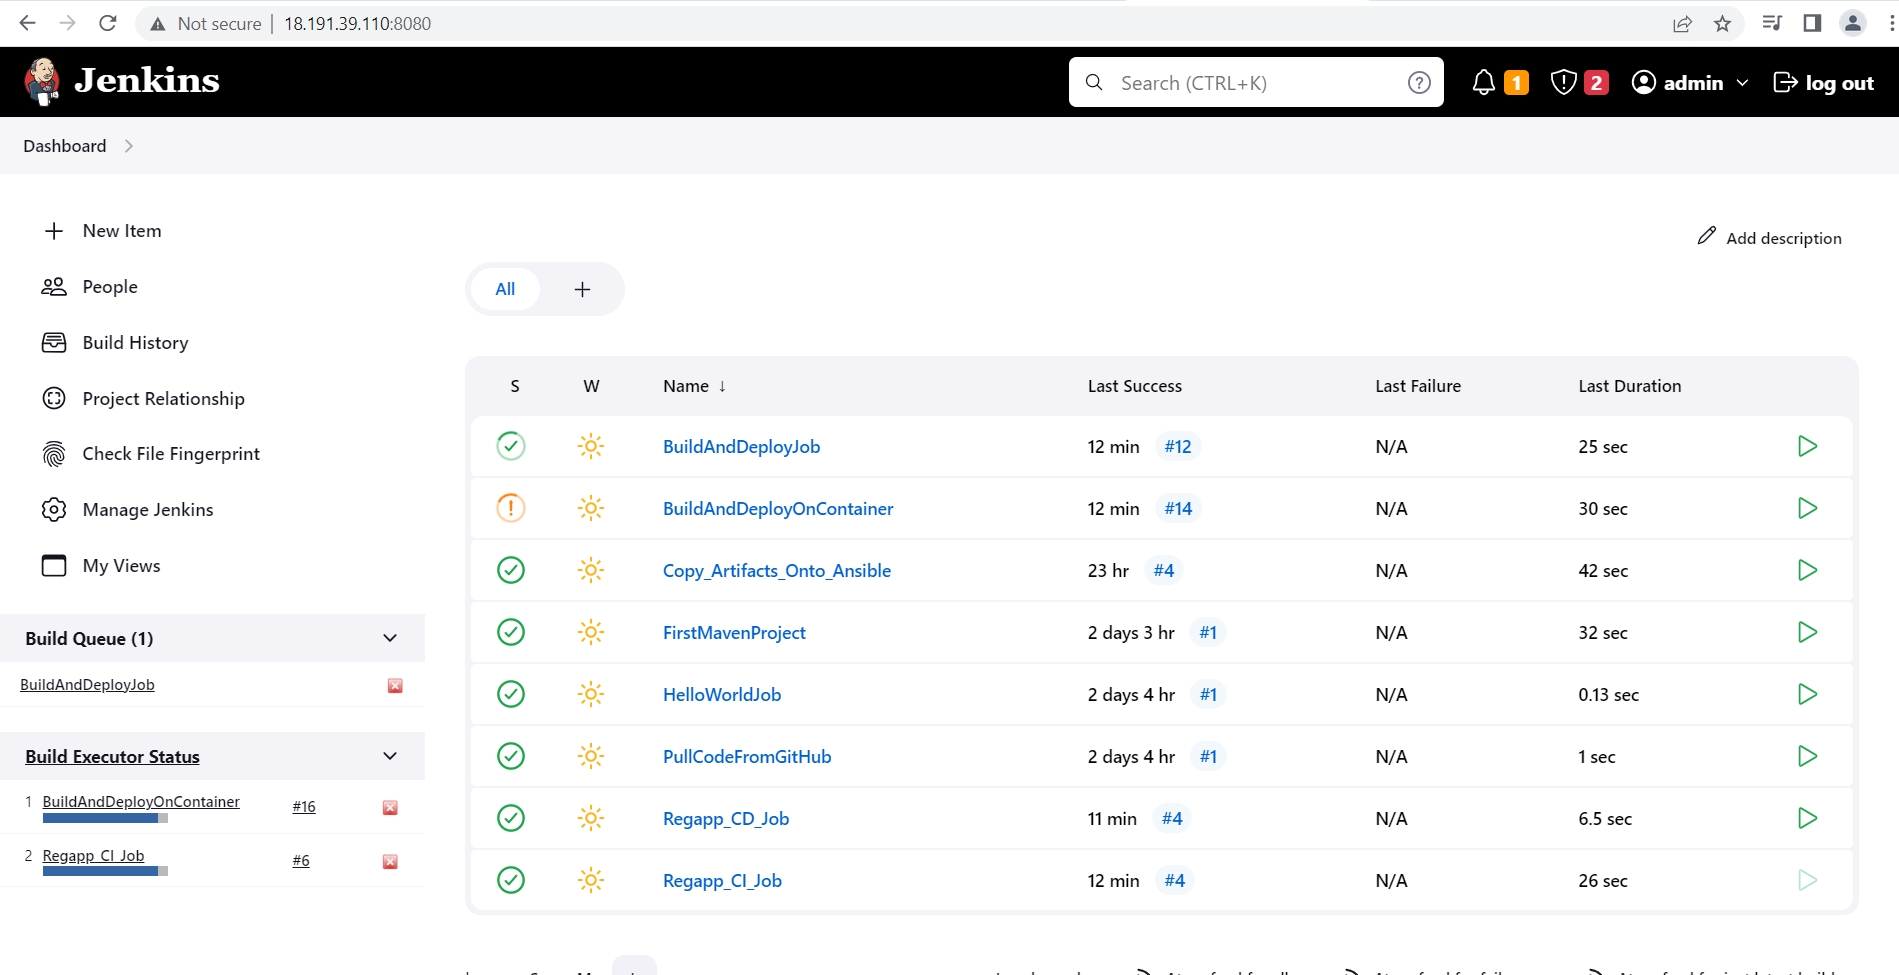 Not secure | 18.191.39.110:8080
Jenkins
Search (CTRL+K)
1
2
admin
log out
Dashboard
New Item
People
Build History
Project Relationship
Check File Fingerprint
Manage Jenkins
My Views
Build Queue (1)
BuildAndDeployJob
Build Executor Status
1 BuildAndDeployOnContainer #16
2 Regapp_CI_Job #6
Add description
All +
S W Name ↓ Last Success Last Failure Last Duration
BuildAndDeployJob 12 min #12 N/A 25 sec
BuildAndDeployOnContainer 12 min #14 N/A 30 sec
Copy_Artifacts_Onto_Ansible 23 hr #4 N/A 42 sec
FirstMavenProject 2 days 3 hr #1 N/A 32 sec
HelloWorldJob 2 days 4 hr #1 N/A 0.13 sec
PullCodeFromGitHub 2 days 4 hr #1 N/A 1 sec
Regapp_CD_Job 11 min #4 N/A 6.5 sec
Regapp_CI_Job 12 min #4 N/A 26 sec